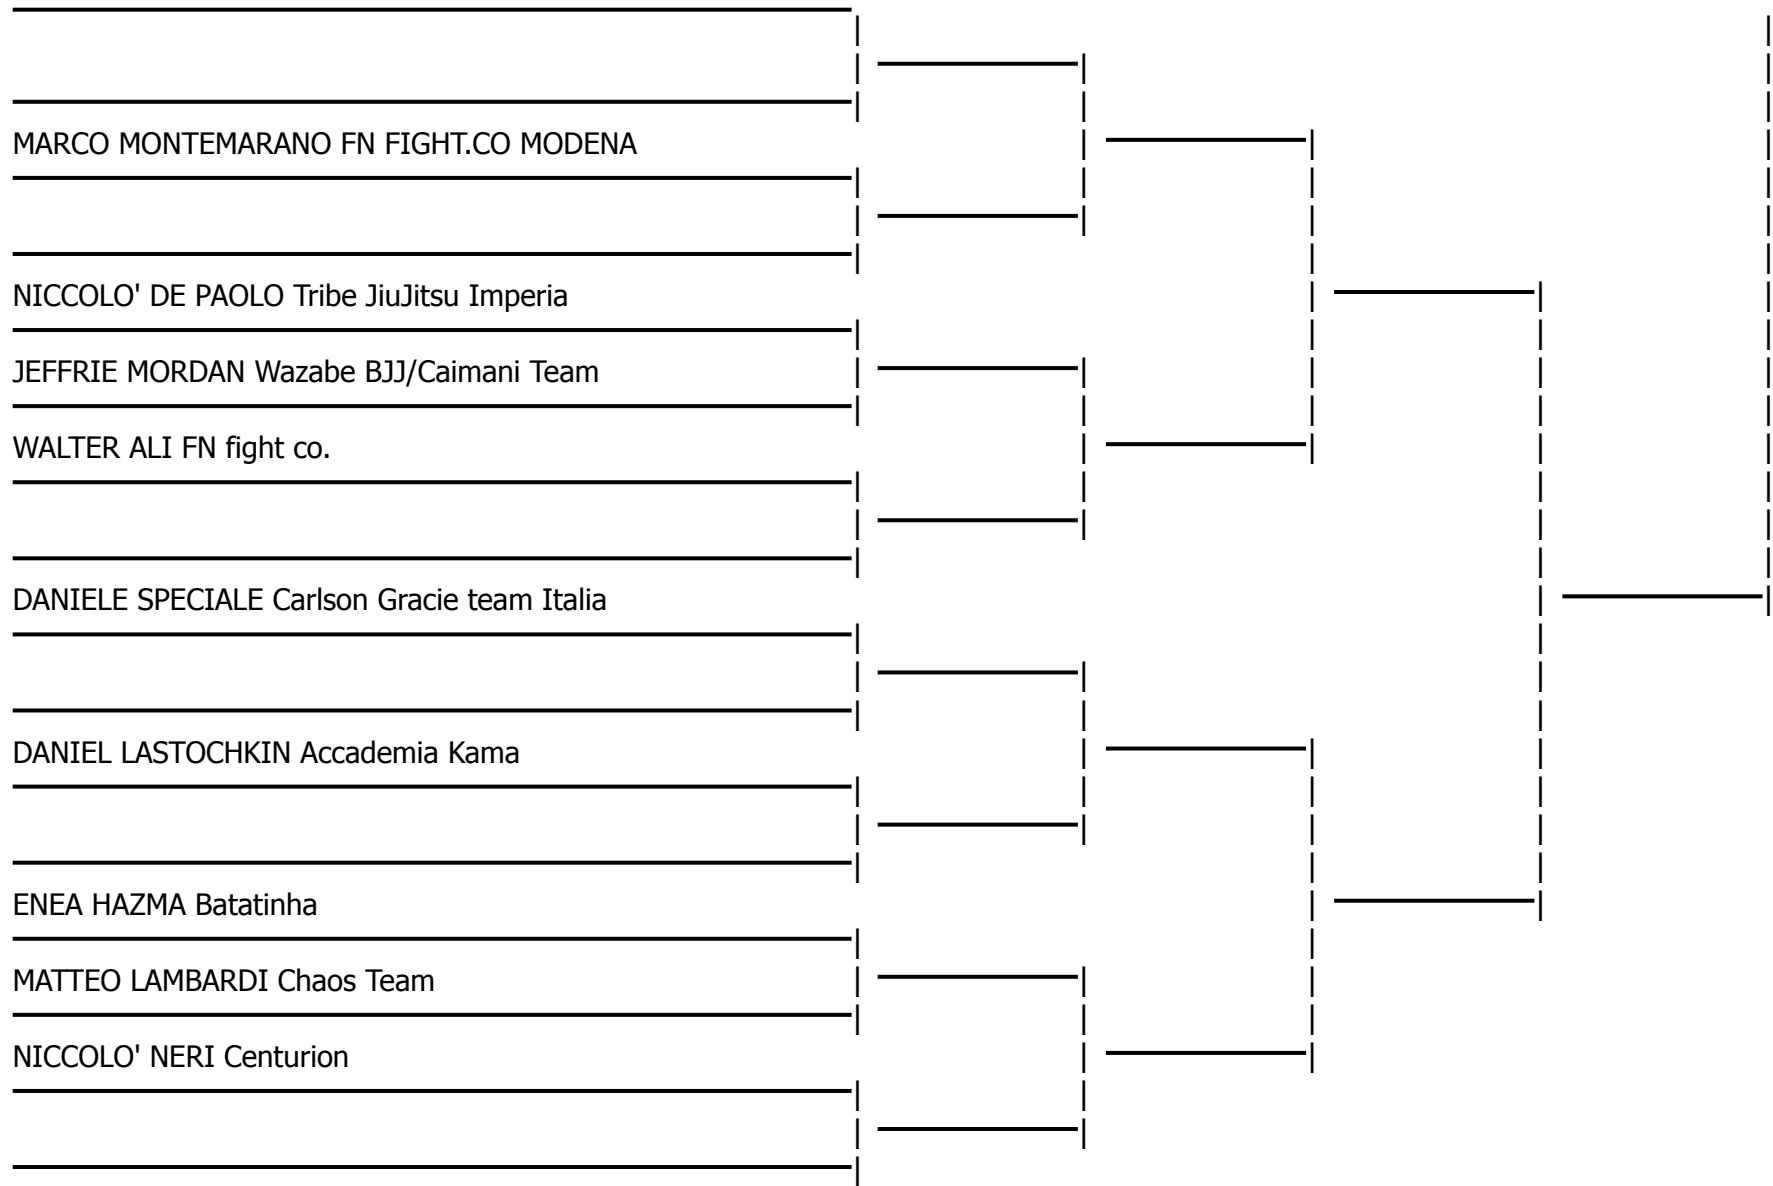 MARCO MONTEMARANO FN FIGHT.CO MODENA
NICCOLO' DE PAOLO Tribe JiuJitsu Imperia
JEFFRIE MORDAN Wazabe BJJ/Caimani Team
WALTER ALI FN fight co.
DANIELE SPECIALE Carlson Gracie team Italia
DANIEL LASTOCHKIN Accademia Kama
ENEA HAZMA Batatinha
MATTEO LAMBARDI Chaos Team
NICCOLO' NERI Centurion